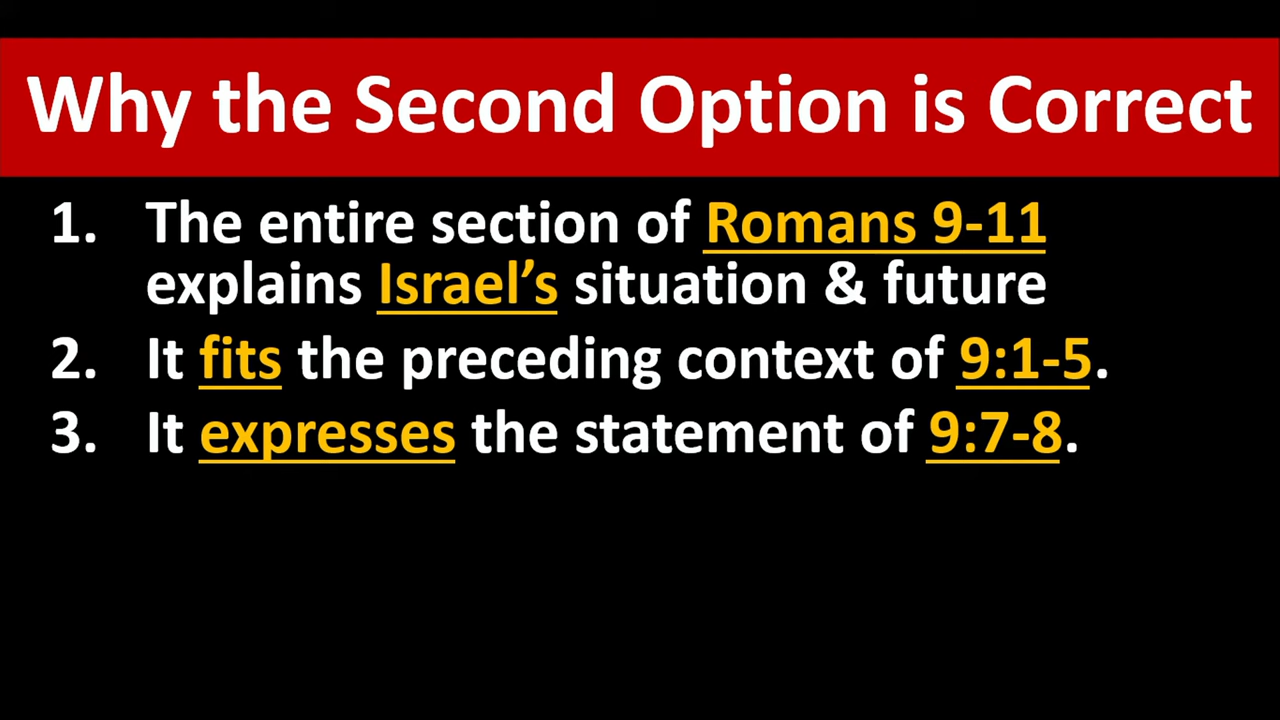 Why the Second Option is Correct
1. The entire section of Romans 9-11
explains Israel’s situation & future
2. It fits the preceding context of 9:1-5.
3. It expresses the statement of 9:7-8.